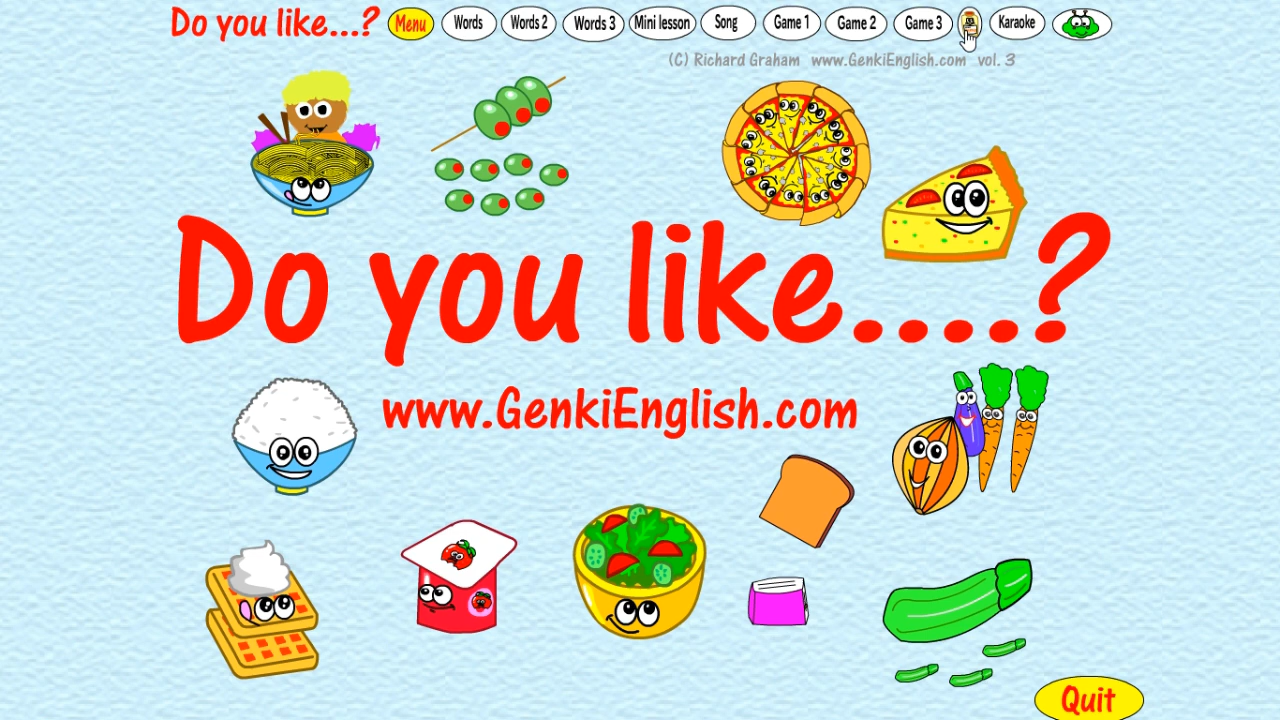 Do you like...? Menu Words Words 2 Words 3 Mini lesson Song Game 1 Game 2 Game 3 Karaoke
(C) Richard Graham www.GenkiEnglish.com vol. 3
Do you like....?
www.GenkiEnglish.com
Quit